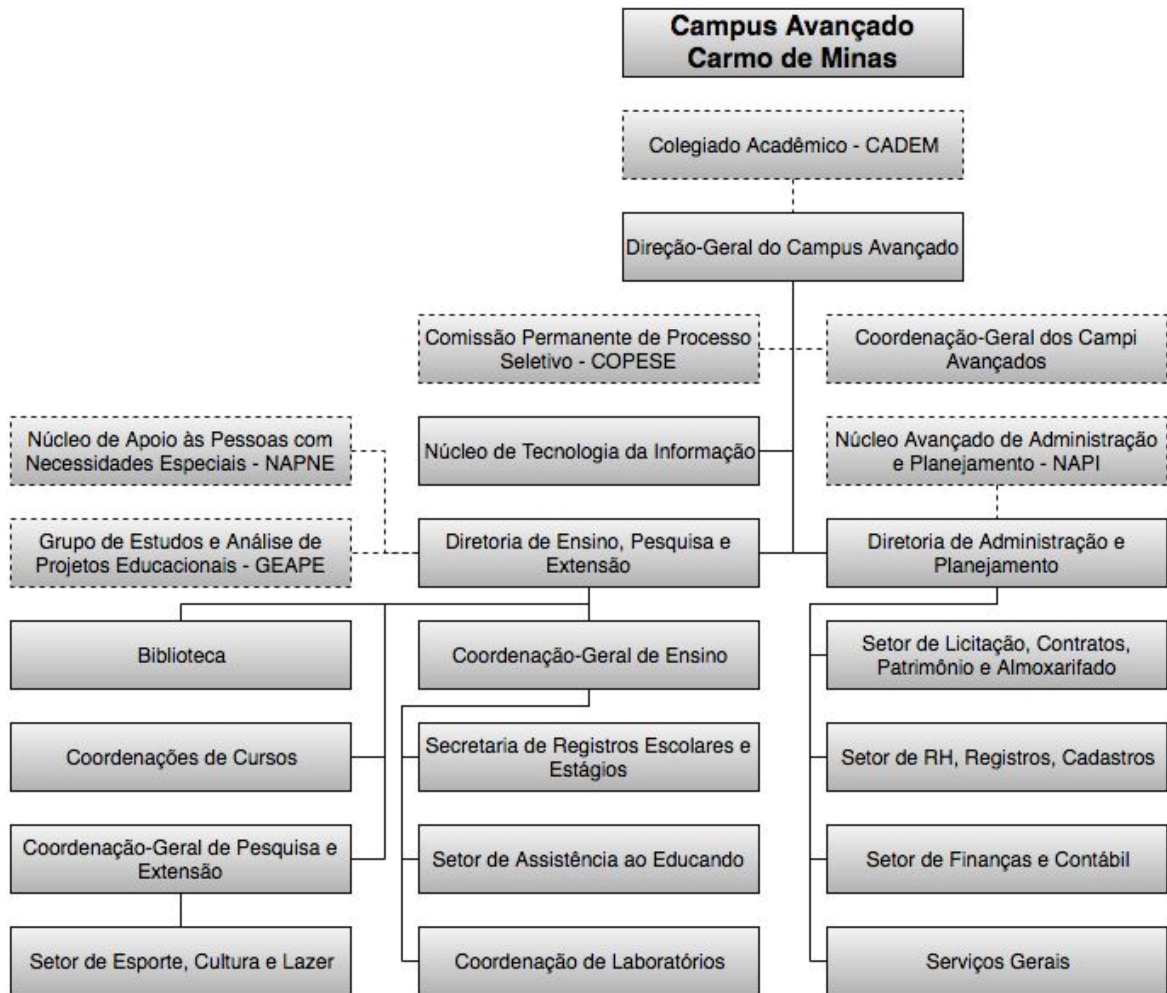 Campus Avançado
Carmo de Minas
Colegiado Acadêmico - CADEM
Direção-Geral do Campus Avançado
Comissão Permanente de Processo
Seletivo - COPESE
Coordenação-Geral dos Campi
Avançados
Núcleo de Apoio às Pessoas com
Necessidades Especiais - NAPNE
Núcleo de Tecnologia da Informação
Núcleo Avançado de Administração
e Planejamento - NAPI
Grupo de Estudos e Análise de
Projetos Educacionais - GEAPE
Diretoria de Ensino, Pesquisa e
Extensão
Diretoria de Administração e
Planejamento
Biblioteca
Coordenação-Geral de Ensino
Setor de Licitação, Contratos,
Patrimônio e Almoxarifado
Coordenações de Cursos
Secretaria de Registros Escolares e
Estágios
Setor de RH, Registros, Cadastros
Coordenação-Geral de Pesquisa e
Extensão
Setor de Assistência ao Educando
Setor de Finanças e Contábil
Setor de Esporte, Cultura e Lazer
Coordenação de Laboratórios
Serviços Gerais